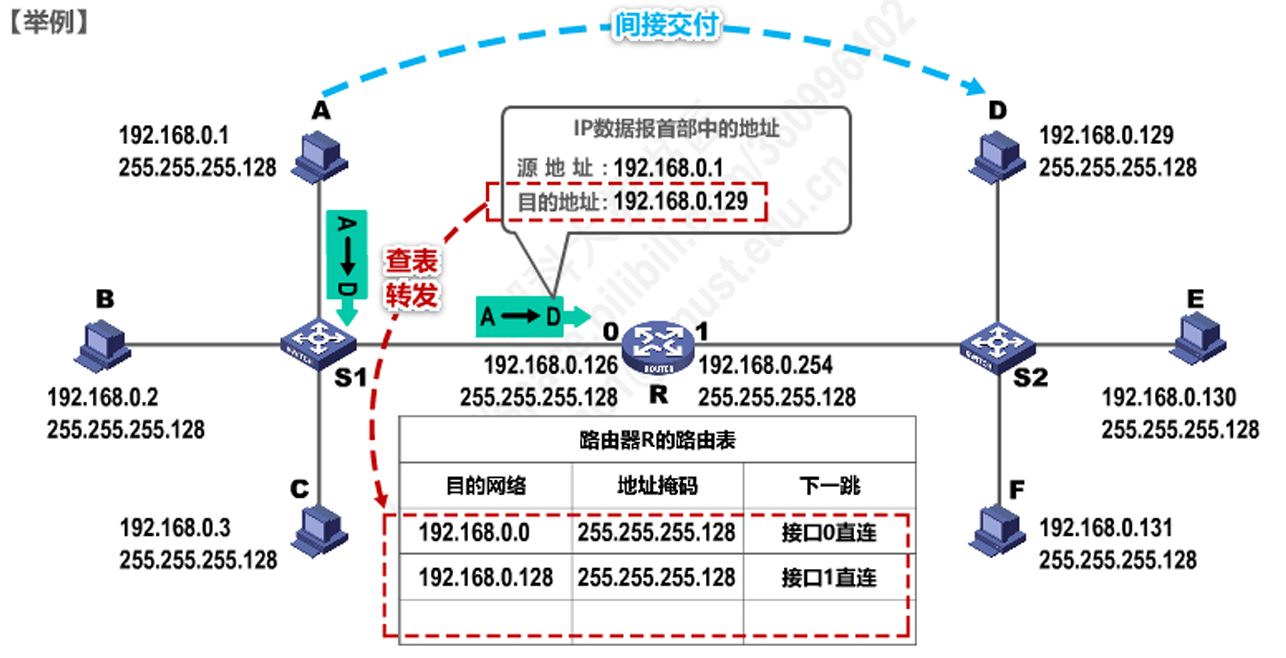 【举例】
间接交付
A
192.168.0.1
255.255.255.128
D
192.168.0.129
255.255.255.128
IP数据报首部中的地址
源地址：192.168.0.1
目的地址：192.168.0.129
A → D
查表
转发
A → D
B
192.168.0.2
255.255.255.128
S1
0
1
192.168.0.126
255.255.255.128
ROUTER
R
192.168.0.254
255.255.255.128
S2
E
192.168.0.130
255.255.255.128
C
192.168.0.3
255.255.255.128
F
192.168.0.131
255.255.255.128
路由器R的路由表
目的网络 地址掩码 下一跳
192.168.0.0 255.255.255.128 接口0直连
192.168.0.128 255.255.255.128 接口1直连